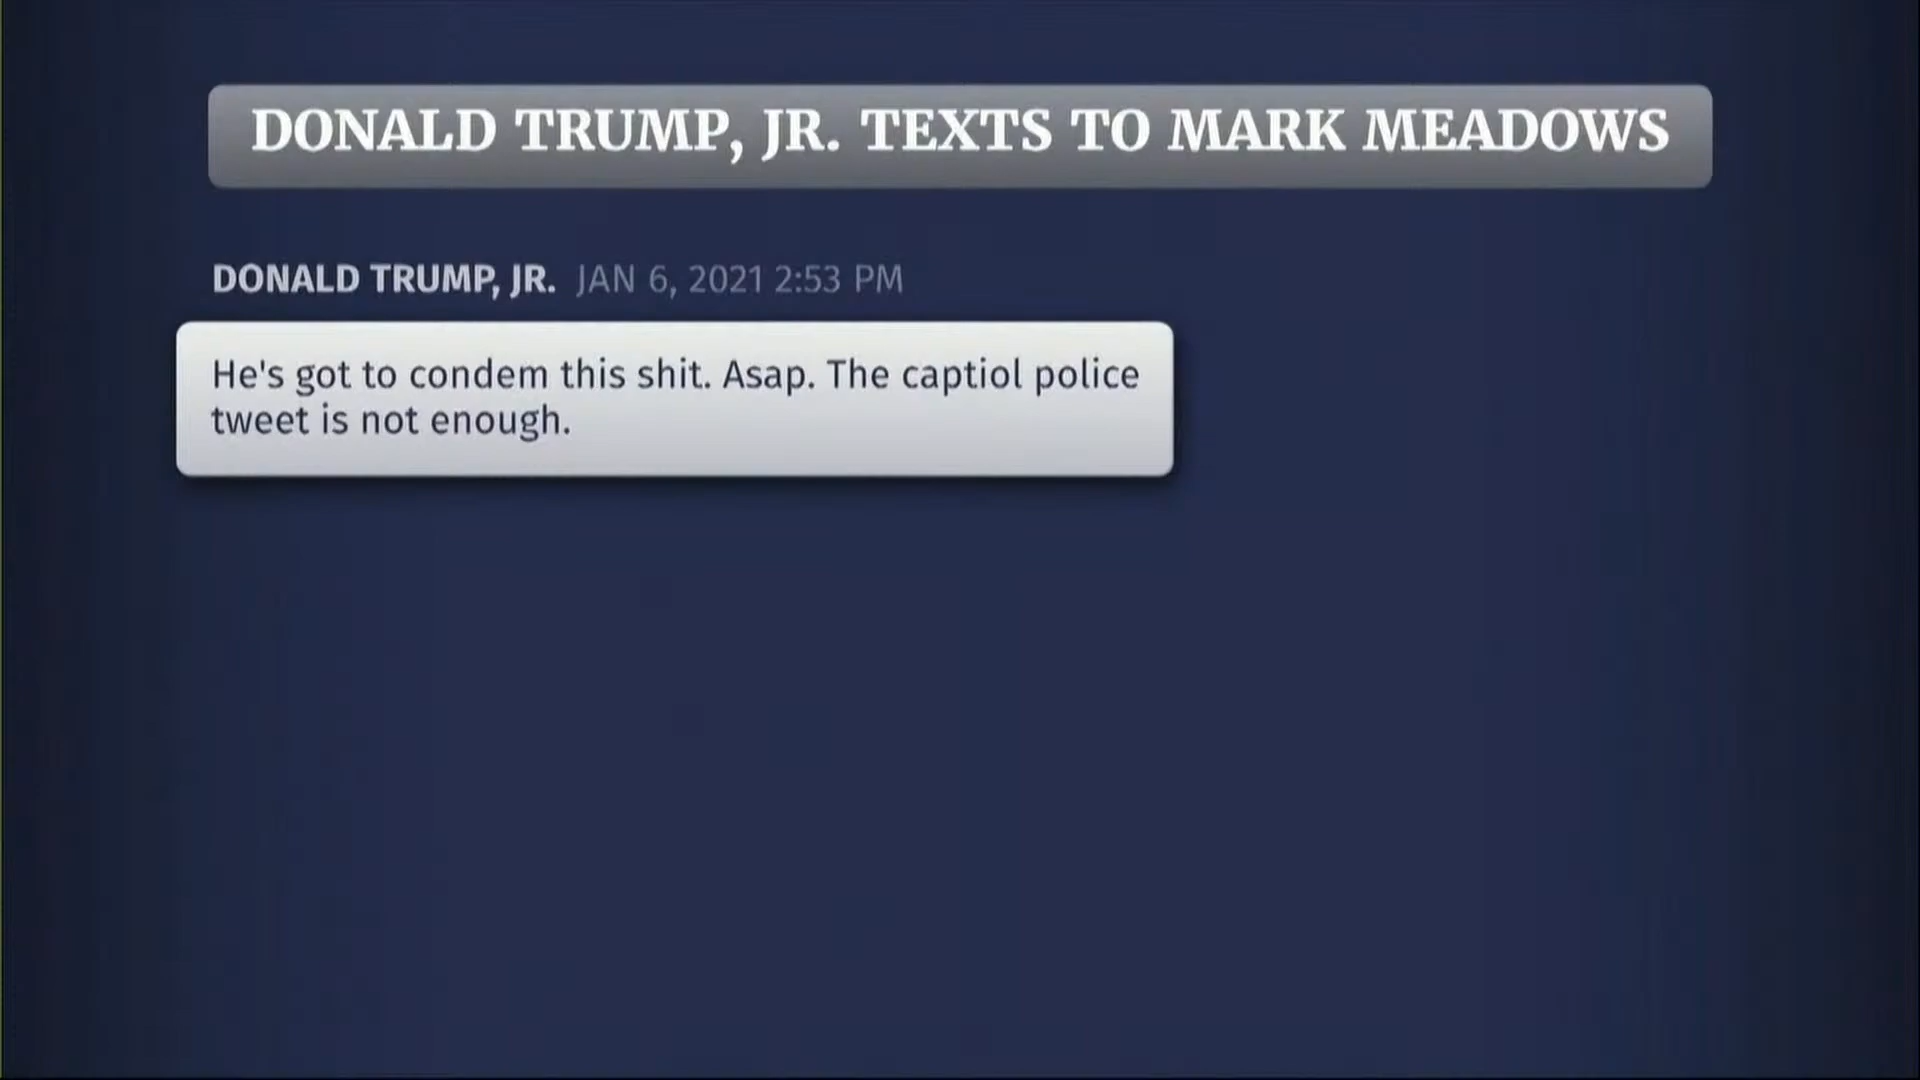 DONALD TRUMP, JR. TEXTS TO MARK MEADOWS
DONALD TRUMP, JR. JAN 6, 2021 2:53 PM
He's got to condem this shit. Asap. The captiol police
tweet is not enough.